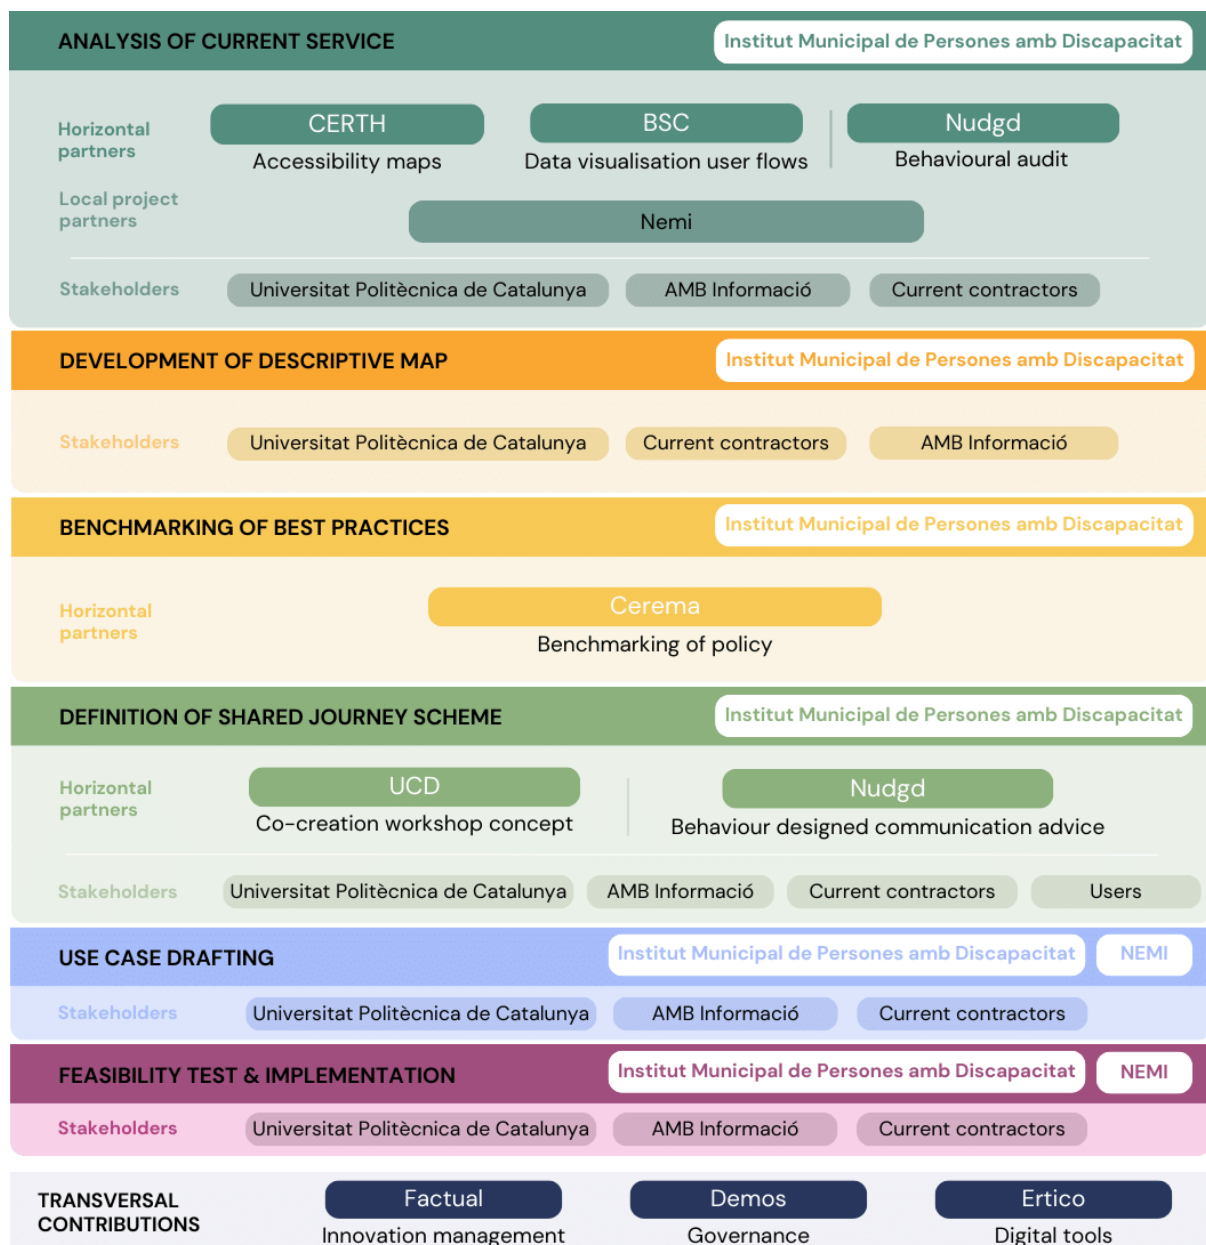 ANALYSIS OF CURRENT SERVICE
Institut Municipal de Persones amb Discapacitat
Horizontal
partners
CERTH
Accessibility maps
BSC
Data visualisation user flows
Nudgd
Behavioural audit
Local project
partners
Nemi
Stakeholders
Universitat Politècnica de Catalunya
AMB Informació
Current contractors
DEVELOPMENT OF DESCRIPTIVE MAP
Institut Municipal de Persones amb Discapacitat
Stakeholders
Universitat Politècnica de Catalunya
Current contractors
AMB Informació
BENCHMARKING OF BEST PRACTICES
Institut Municipal de Persones amb Discapacitat
Horizontal
partners
Cerema
Benchmarking of policy
DEFINITION OF SHARED JOURNEY SCHEME
Institut Municipal de Persones amb Discapacitat
Horizontal
partners
UCD
Co-creation workshop concept
Nudgd
Behaviour designed communication advice
Stakeholders
Universitat Politècnica de Catalunya
AMB Informació
Current contractors
Users
USE CASE DRAFTING
Institut Municipal de Persones amb Discapacitat
NEMI
Stakeholders
Universitat Politècnica de Catalunya
AMB Informació
Current contractors
FEASIBILITY TEST & IMPLEMENTATION
Institut Municipal de Persones amb Discapacitat
NEMI
Stakeholders
Universitat Politècnica de Catalunya
AMB Informació
Current contractors
TRANSVERSAL
CONTRIBUTIONS
Factual
Innovation management
Demos
Governance
Ertico
Digital tools